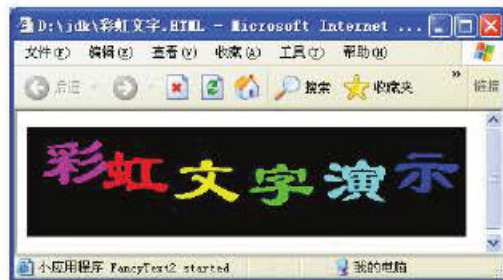 D:\jdk\彩虹文字.HTML - Microsoft Internet ...
文件(F) 编辑(E) 查看(V) 收藏(A) 工具(T) 帮助(H)
后退 搜索 收藏夹 » 链接
彩虹文字演示
小应用程序 FancyText2 started 我的电脑